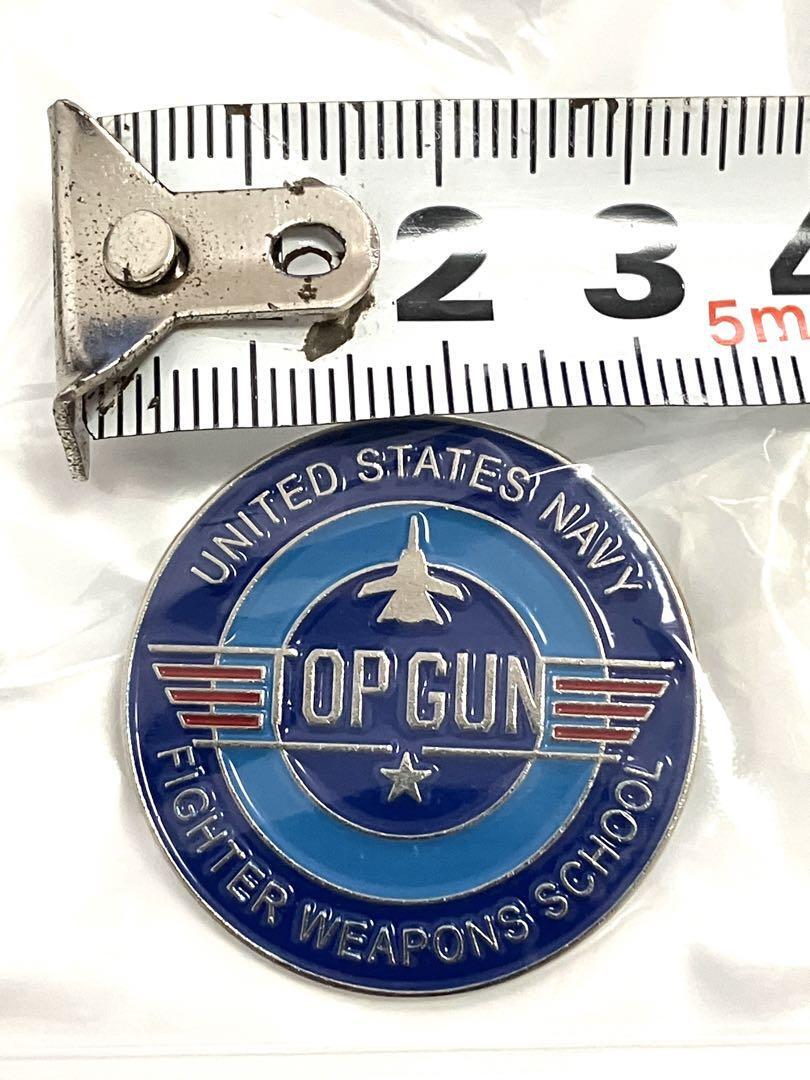 2 3 4
5m
UNITED STATES NAVY
TOP GUN
FIGHTER WEAPONS SCHOOL